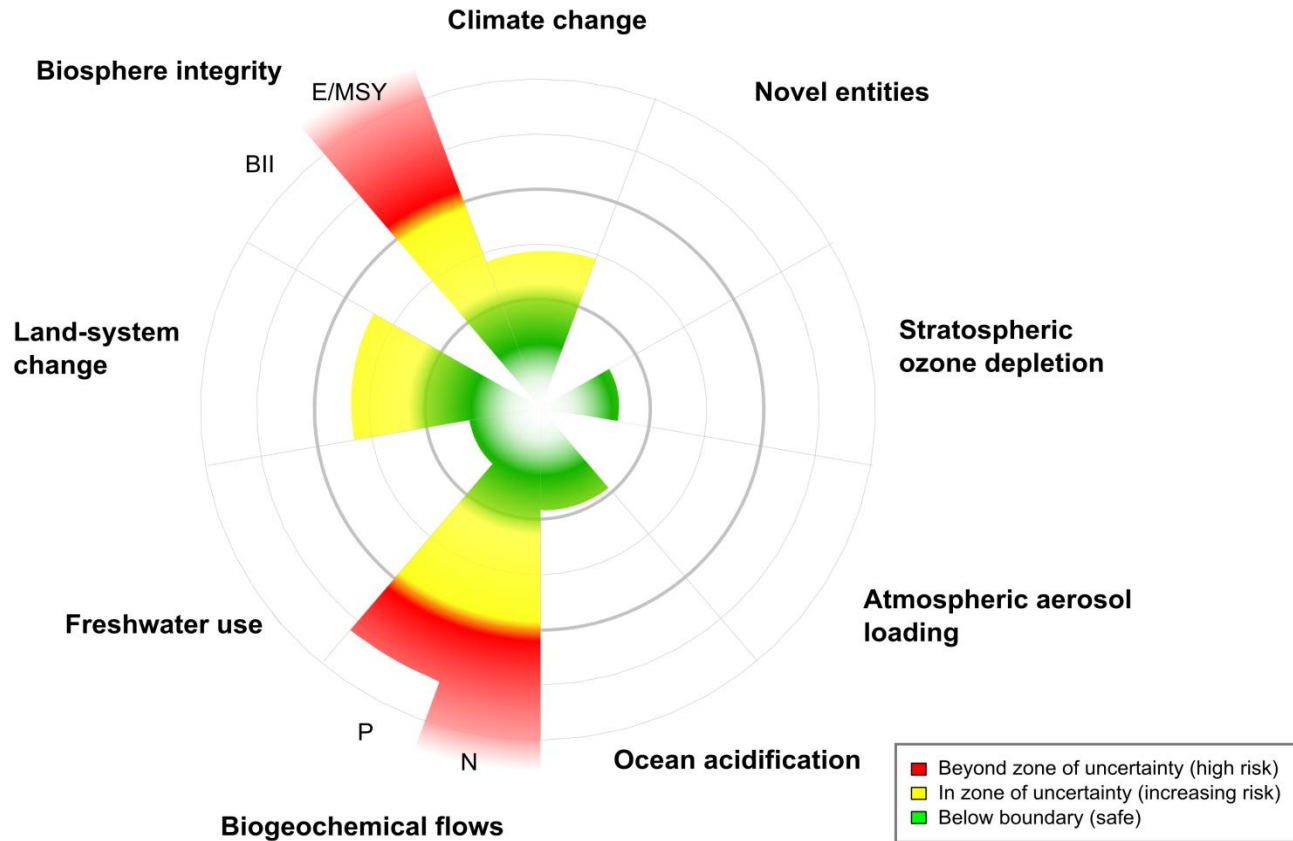 Climate change
Biosphere integrity
E/MSY
Novel entities
BII
Land-system
change
Stratospheric
ozone depletion
Freshwater use
Atmospheric aerosol
loading
P
N
Ocean acidification
Biogeochemical flows
Beyond zone of uncertainty (high risk)
In zone of uncertainty (increasing risk)
Below boundary (safe)